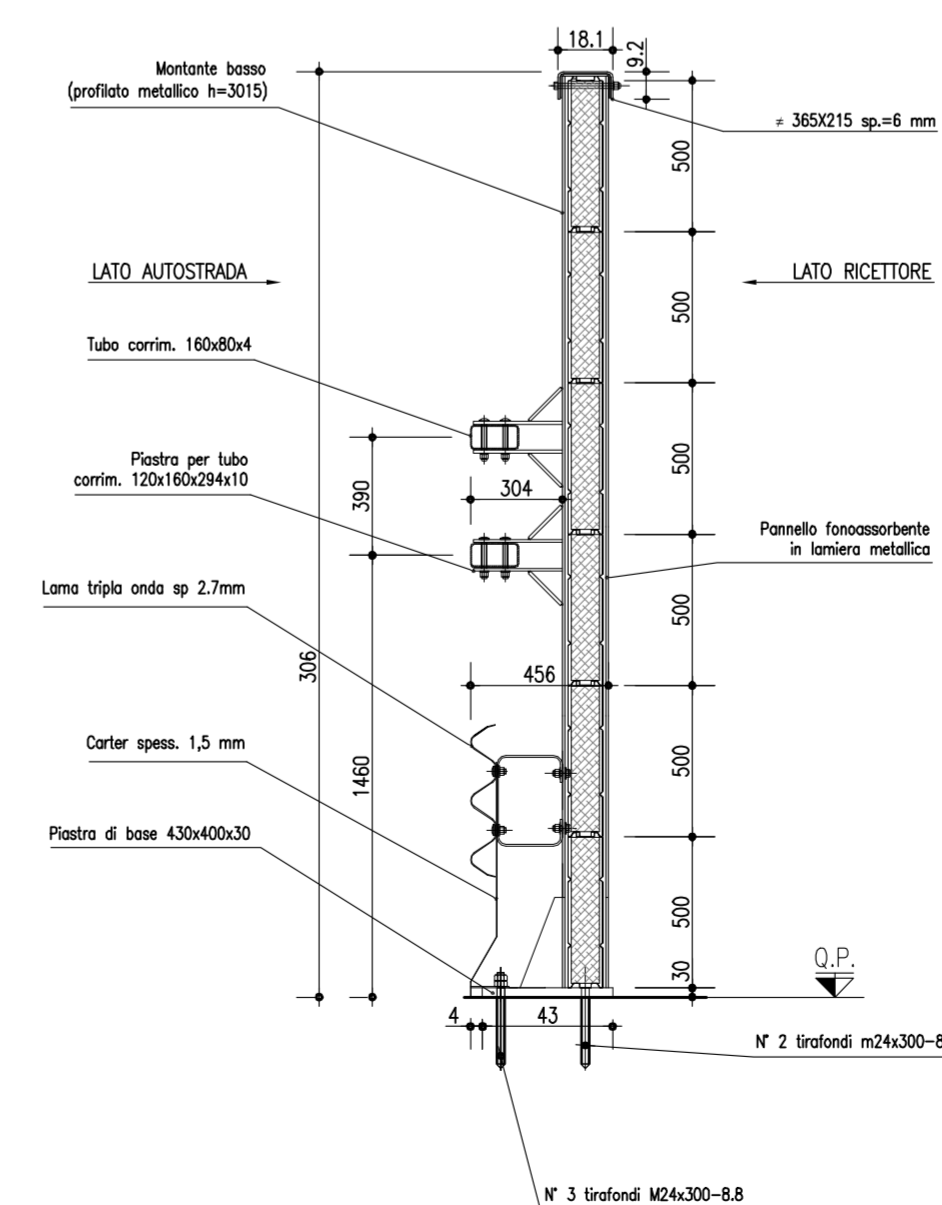 18.1
9.2
Montante basso
(profilato metallico h=3015)
≠ 365X215 sp.=6 mm
500
LATO AUTOSTRADA
LATO RICETTORE
500
Tubo corrim. 160x80x4
Piastra per tubo
corrim. 120x160x294x10
390
304
500
Pannello fonoassorbente
in lamiera metallica
Lama tripla onda sp 2.7mm
500
306
456
Carter spess. 1,5 mm
1460
500
Piastra di base 430x400x30
500
30
Q.P.
4
43
N° 2 tirafondi m24x300-8
N° 3 tirafondi M24x300-8.8